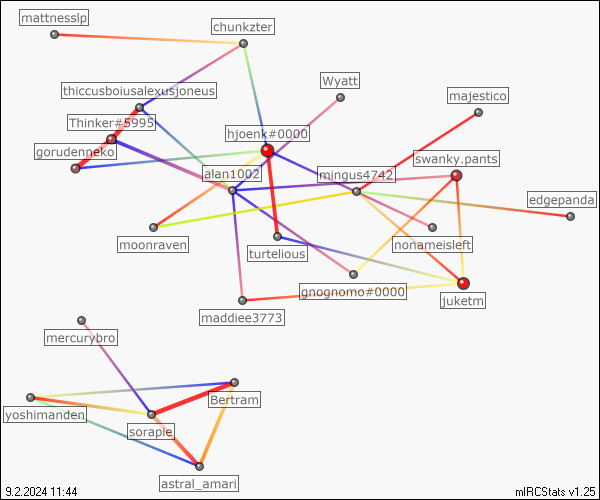 mattnesslp
chunkzter
Wyatt
thiccusboiusalexusjoneus
majestico
Thinker#5995
hjoenk#0000
gorudenneko
swanky.pants
alan1002
mingus4742
edgepanda
moonraven
nonameisleft
turtelious
gnognomo#0000
juketm
maddiee3773
mercurybro
Bertram
yoshimanden
sorapie
astral_amari
9.2.2024 11:44
mIRCStats v1.25